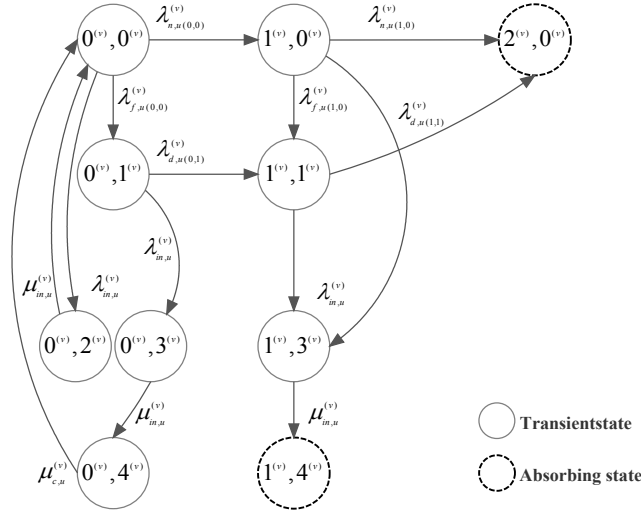 λ_{n,u(0,0)}^{(v)} λ_{n,u(1,0)}^{(v)}
0^{(v)},0^{(v)} 1^{(v)},0^{(v)} 2^{(v)},0^{(v)}
λ_{f,u(0,0)}^{(v)} λ_{f,u(1,0)}^{(v)} λ_{d,u(1,1)}^{(v)}
λ_{d,u(0,1)}^{(v)}
0^{(v)},1^{(v)} 1^{(v)},1^{(v)}
λ_{in,u}^{(v)}
μ_{in,u}^{(v)} λ_{in,u}^{(v)} λ_{in,u}^{(v)}
0^{(v)},2^{(v)} 0^{(v)},3^{(v)} 1^{(v)},3^{(v)}
μ_{in,u}^{(v)} μ_{in,u}^{(v)}
Transientstate
μ_{c,u}^{(v)} 0^{(v)},4^{(v)} 1^{(v)},4^{(v)}
Absorbing state